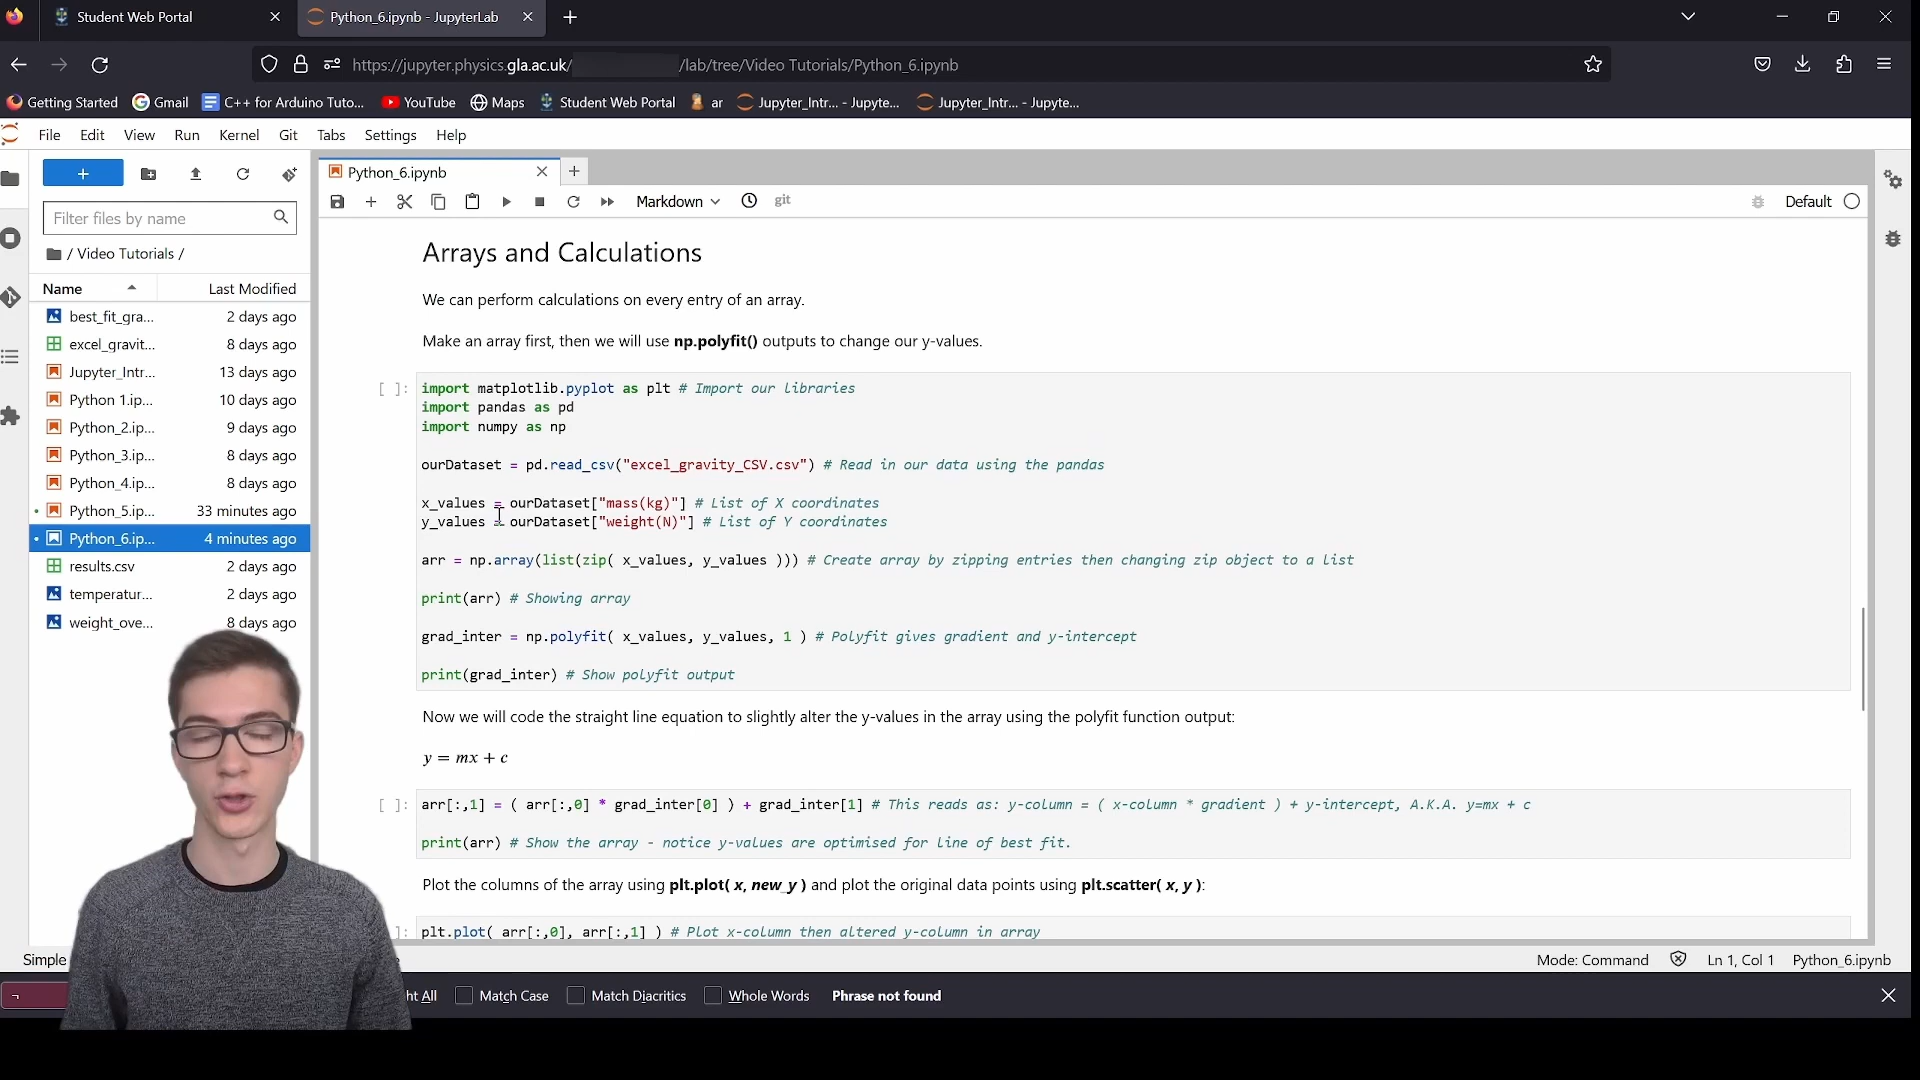 Student Web Portal
Python_6.ipynb - JupyterLab
https://jupyter.physics.gla.ac.uk/ /lab/tree/Video Tutorials/Python_6.ipynb
Getting Started Gmail C++ for Arduino Tuto... YouTube Maps Student Web Portal ar Jupyter_Intr... - Jupyte... Jupyter_Intr... - Jupyte...
File Edit View Run Kernel Git Tabs Settings Help
+
Filter files by name
/ Video Tutorials /
Name Last Modified
best_fit_gra... 2 days ago
excel_gravit... 8 days ago
Jupyter_Intr... 13 days ago
Python 1.ip... 10 days ago
Python_2.ip... 9 days ago
Python_3.ip... 8 days ago
Python_4.ip... 8 days ago
Python_5.ip... 33 minutes ago
Python_6.ip... 4 minutes ago
results.csv 2 days ago
temperatur... 2 days ago
weight_ove... 8 days ago
Python_6.ipynb
Markdown git Default
Arrays and Calculations
We can perform calculations on every entry of an array.
Make an array first, then we will use np.polyfit() outputs to change our y-values.
[ ]: import matplotlib.pyplot as plt # Import our libraries
import pandas as pd
import numpy as np
ourDataset = pd.read_csv("excel_gravity_CSV.csv") # Read in our data using the pandas
x_values = ourDataset["mass(kg)"] # List of X coordinates
y_values = ourDataset["weight(N)"] # List of Y coordinates
arr = np.array(list(zip( x_values, y_values ))) # Create array by zipping entries then changing zip object to a list
print(arr) # Showing array
grad_inter = np.polyfit( x_values, y_values, 1 ) # Polyfit gives gradient and y-intercept
print(grad_inter) # Show polyfit output
Now we will code the straight line equation to slightly alter the y-values in the array using the polyfit function output:
y = mx + c
[ ]: arr[:,1] = ( arr[:,0] * grad_inter[0] ) + grad_inter[1] # This reads as: y-column = ( x-column * gradient ) + y-intercept, A.K.A. y=mx + c
print(arr) # Show the array - notice y-values are optimised for line of best fit.
Plot the columns of the array using plt.plot( x, new_y ) and plot the original data points using plt.scatter( x, y ):
]: plt.plot( arr[:,0], arr[:,1] ) # Plot x-column then altered y-column in array
Simple
Mode: Command Ln 1, Col 1 Python_6.ipynb
¬
ht All Match Case Match Diacritics Whole Words Phrase not found